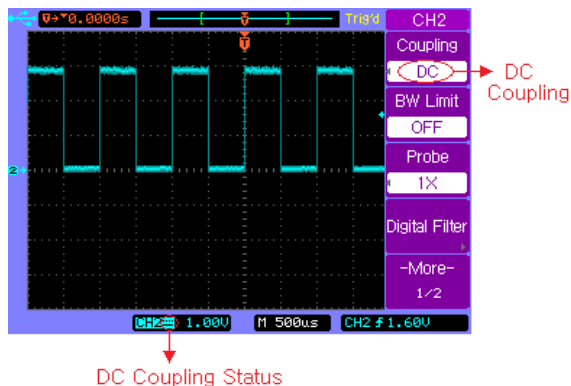 0.0000s Trig'd CH2
Coupling
DC
DC
Coupling
BW Limit
OFF
Probe
1X
Digital Filter
-More-
1/2
2
CH2 1.00V M 500us CH2 1.60V
DC Coupling Status